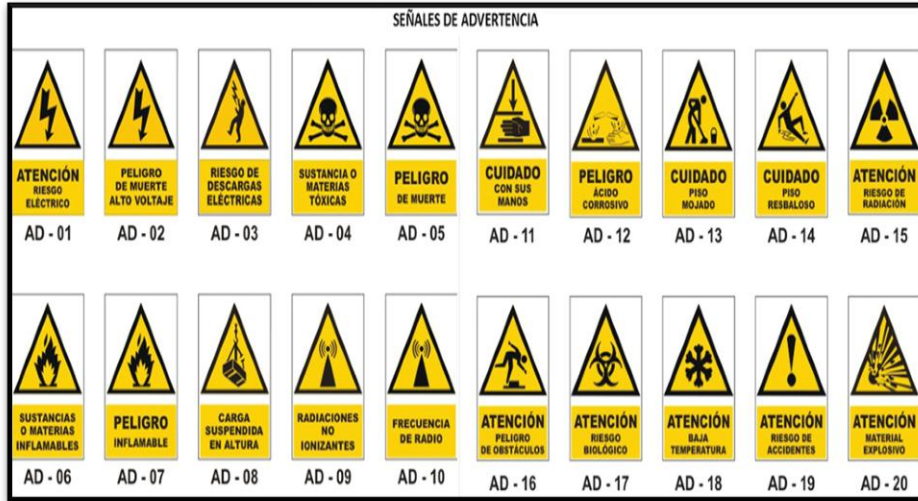 SEÑALES DE ADVERTENCIA
ATENCIÓN
RIESGO
ELÉCTRICO
AD - 01
PELIGRO
DE MUERTE
ALTO VOLTAJE
AD - 02
RIESGO DE
DESCARGAS
ELÉCTRICAS
AD - 03
SUSTANCIA O
MATERIAS
TÓXICAS
AD - 04
PELIGRO
DE MUERTE
AD - 05
CUIDADO
CON SUS
MANOS
AD - 11
PELIGRO
ÁCIDO
CORROSIVO
AD - 12
CUIDADO
PISO
MOJADO
AD - 13
CUIDADO
PISO
RESBALOSO
AD - 14
ATENCIÓN
RIESGO DE
RADIACIÓN
AD - 15
SUSTANCIAS
O MATERIAS
INFLAMABLES
AD - 06
PELIGRO
INFLAMABLE
AD - 07
CARGA
SUSPENDIDA
EN ALTURA
AD - 08
RADIACIONES
NO
IONIZANTES
AD - 09
FRECUENCIA
DE RADIO
AD - 10
ATENCIÓN
PELIGRO
DE OBSTÁCULOS
AD - 16
ATENCIÓN
RIESGO
BIOLÓGICO
AD - 17
ATENCIÓN
BAJA
TEMPERATURA
AD - 18
ATENCIÓN
RIESGO DE
ACCIDENTES
AD - 19
ATENCIÓN
MATERIAL
EXPLOSIVO
AD - 20